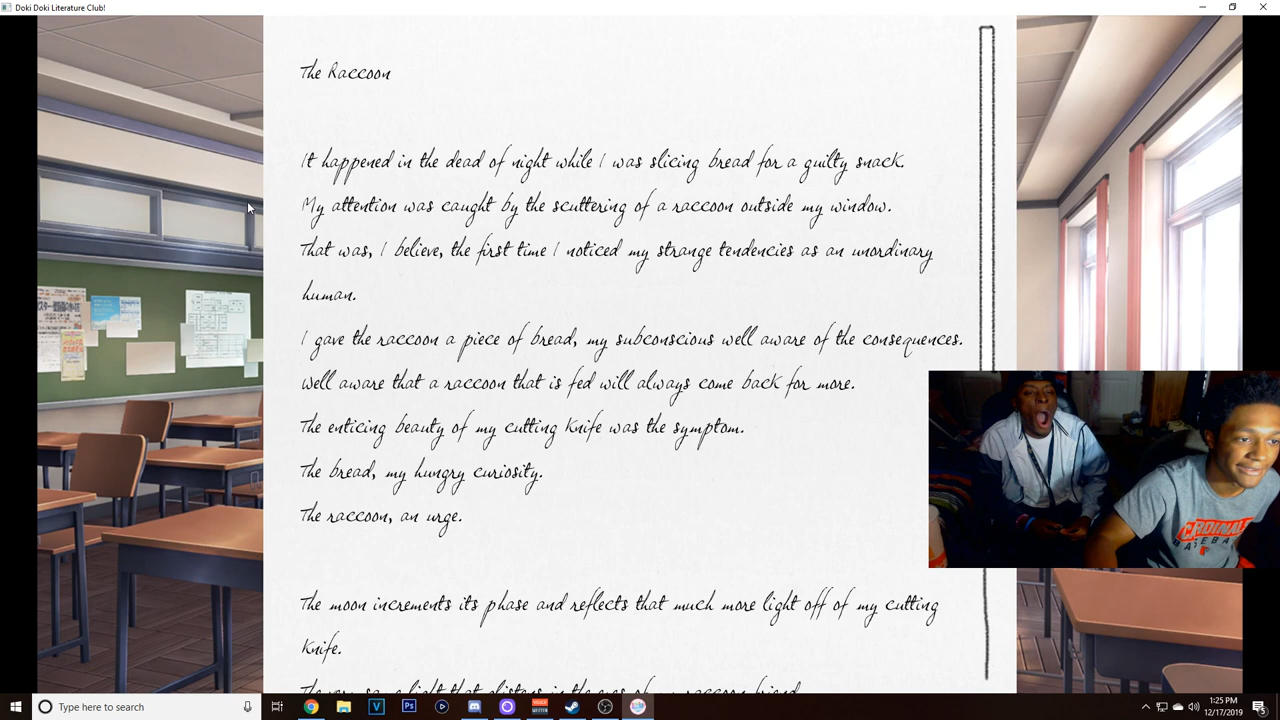 Doki Doki Literature Club!
The Raccoon
It happened in the dead of night while I was slicing bread for a guilty snack.
My attention was caught by the scuttering of a raccoon outside my window.
That was, I believe, the first time I noticed my strange tendencies as an unordinary
human.
I gave the raccoon a piece of bread, my subconscious well aware of the consequences.
Well aware that a raccoon that is fed will always come back for more.
The enticing beauty of my cutting knife was the symptom.
The bread, my hungry curiosity.
The raccoon, an urge.
The moon increments its phase and reflects that much more light off of my cutting
knife.
CARDINALS
BASEBALL
Type here to search
1:25 PM
12/17/2019